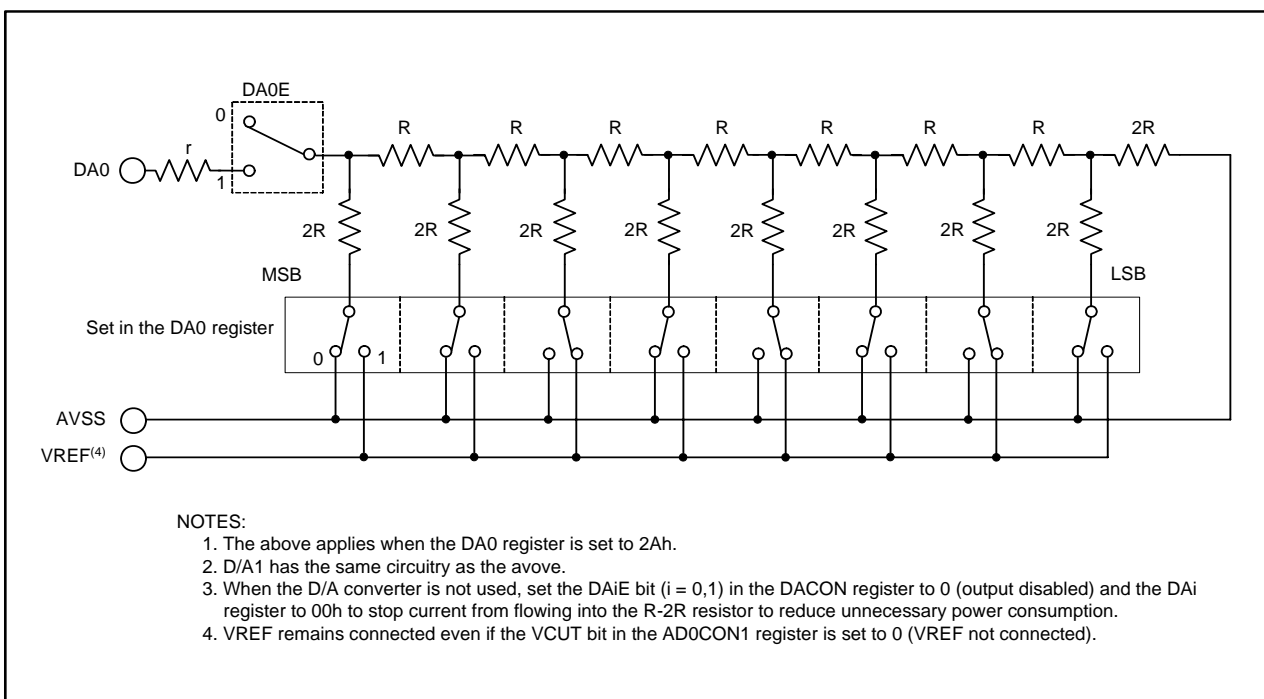 DA0E
0
R R R R R R R 2R
r
DA0
1
2R 2R 2R 2R 2R 2R 2R 2R
MSB LSB
Set in the DA0 register
0 1
AVSS
VREF(4)
NOTES:
1. The above applies when the DA0 register is set to 2Ah.
2. D/A1 has the same circuitry as the avove.
3. When the D/A converter is not used, set the DAiE bit (i = 0,1) in the DACON register to 0 (output disabled) and the DAi
register to 00h to stop current from flowing into the R-2R resistor to reduce unnecessary power consumption.
4. VREF remains connected even if the VCUT bit in the AD0CON1 register is set to 0 (VREF not connected).